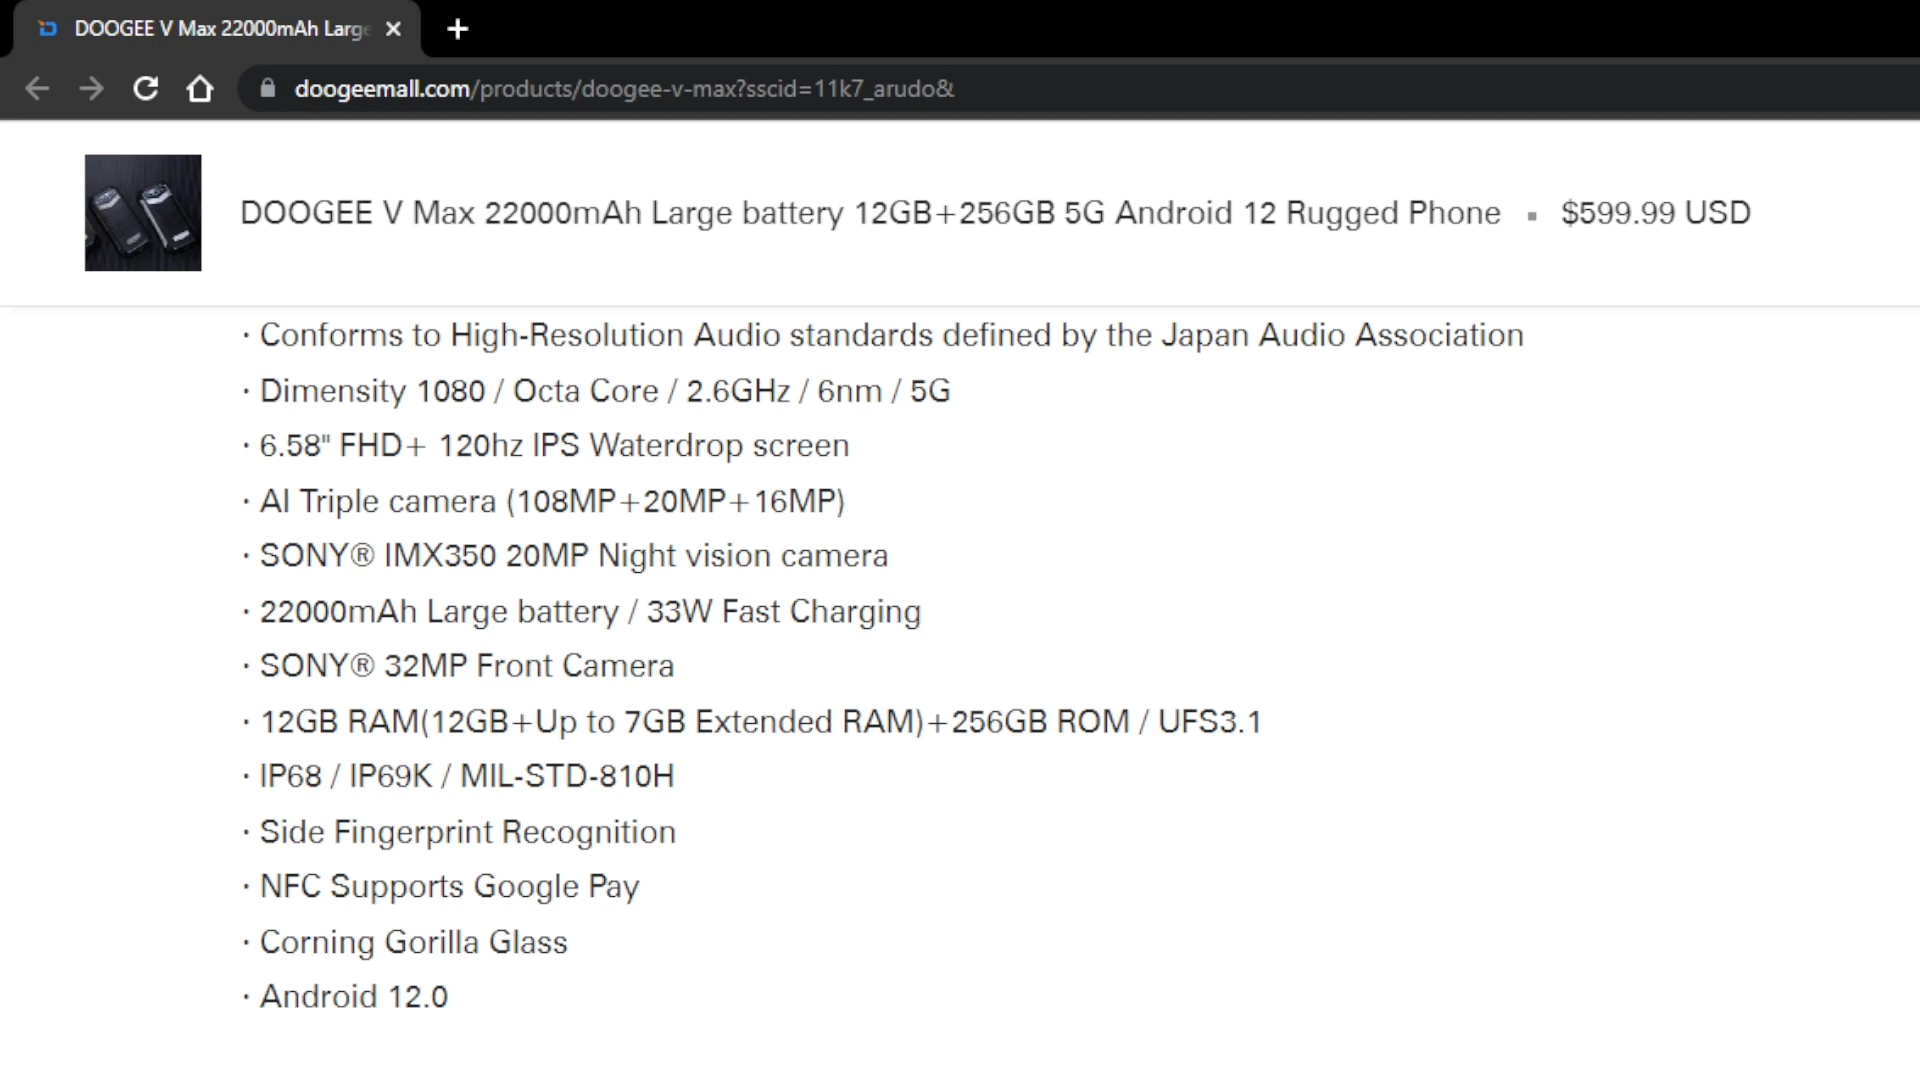 DOOGEE V Max 22000mAh Large
doogeemall.com/products/doogee-v-max?sscid=11k7_arudo&
DOOGEE V Max 22000mAh Large battery 12GB+256GB 5G Android 12 Rugged Phone ▪ $599.99 USD
· Conforms to High-Resolution Audio standards defined by the Japan Audio Association
· Dimensity 1080 / Octa Core / 2.6GHz / 6nm / 5G
· 6.58" FHD+ 120hz IPS Waterdrop screen
· AI Triple camera (108MP+20MP+16MP)
· SONY® IMX350 20MP Night vision camera
· 22000mAh Large battery / 33W Fast Charging
· SONY® 32MP Front Camera
· 12GB RAM(12GB+Up to 7GB Extended RAM)+256GB ROM / UFS3.1
· IP68 / IP69K / MIL-STD-810H
· Side Fingerprint Recognition
· NFC Supports Google Pay
· Corning Gorilla Glass
· Android 12.0